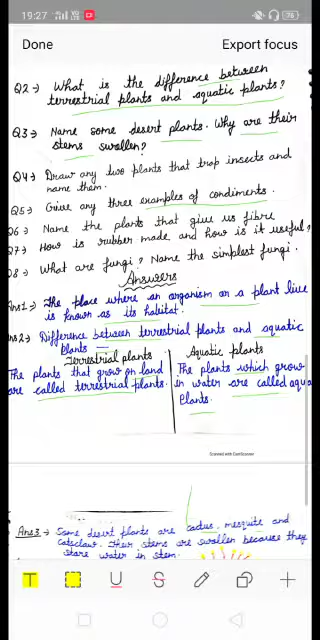 19:27
Done
Export focus
Q2→ What is the difference between
terrestrial plants and aquatic plants?
Q3→ Name some desert plants. Why are their
stems swollen?
Q4→ Draw any two plants that trap insects and
name them.
Q5→ Give any three examples of condiments.
Q6→ Name the plants that give us fibre
Q7→ How is rubber made and how is it useful?
Q8→ What are fungi? Name the simplest fungi.
Answers
Ans1→ The place where an organism or a plant live
is known as its habitat.
Ans2→ Difference between terrestrial plants and aquatic
plants —
Terrestrial plants
The plants that grow on land
are called terrestrial plants.
Aquatic plants
The plants which grow
in water are called aqua
plants.
Scanned with CamScanner
Ans3→ Some desert plants are cactus, mesquite and
catsclaw. Their stems are swollen because they
store water in stem.
T
U
S